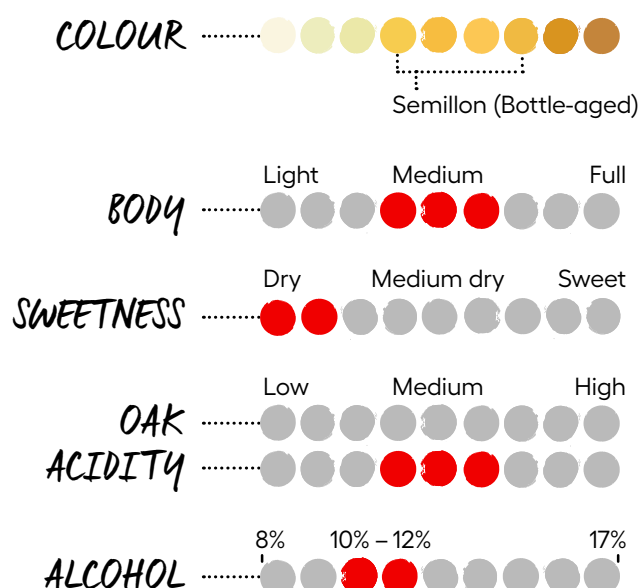 COLOUR
Semillon (Bottle-aged)
Light Medium Full
BODY
Dry Medium dry Sweet
SWEETNESS
Low Medium High
OAK
ACIDITY
8% 10% – 12% 17%
ALCOHOL